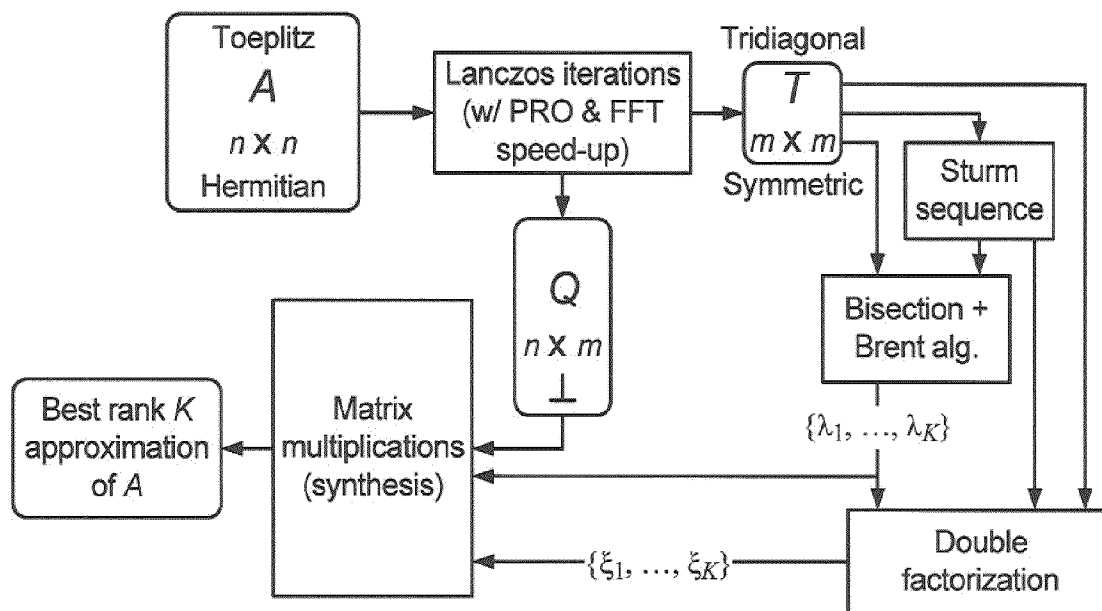 Toeplitz
A
n x n
Hermitian
Lanczos iterations
(w/ PRO & FFT
speed-up)
Tridiagonal
T
m x m
Symmetric
Sturm
sequence
Q
n x m
⊥
Bisection +
Brent alg.
{λ1, ..., λK}
Matrix
multiplications
(synthesis)
Best rank K
approximation
of A
{ξ1, ..., ξK}
Double
factorization